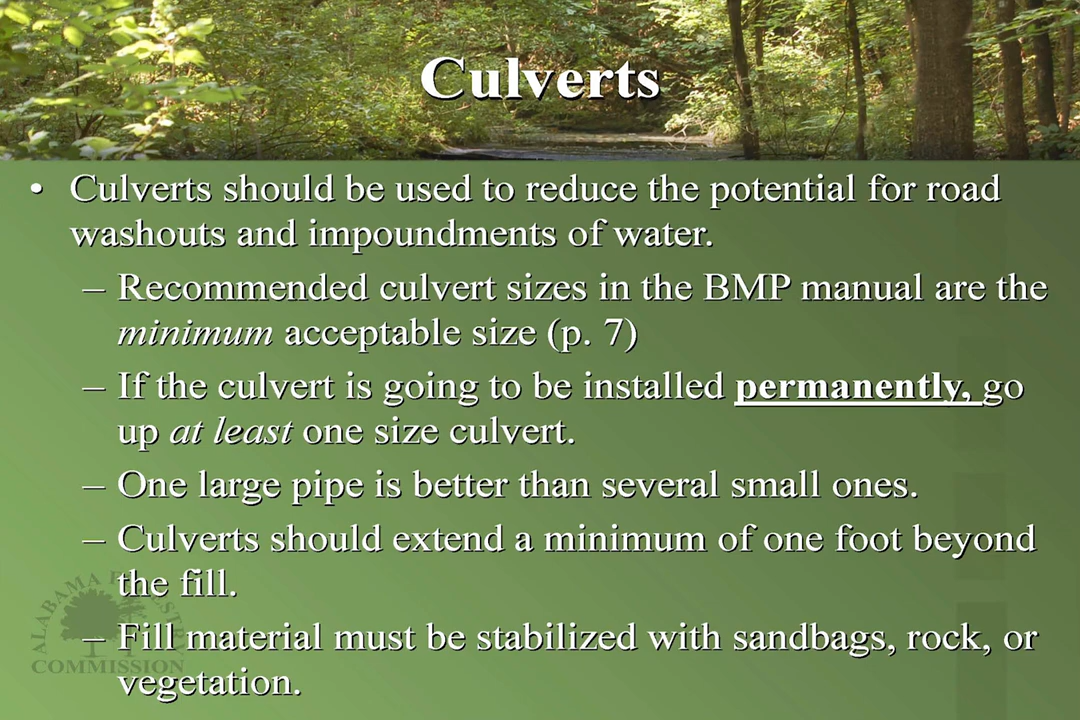 Culverts
• Culverts should be used to reduce the potential for road
washouts and impoundments of water.
– Recommended culvert sizes in the BMP manual are the
minimum acceptable size (p. 7)
– If the culvert is going to be installed permanently, go
up at least one size culvert.
– One large pipe is better than several small ones.
– Culverts should extend a minimum of one foot beyond
the fill.
– Fill material must be stabilized with sandbags, rock, or
vegetation.
ALABAMA
COMMISSION